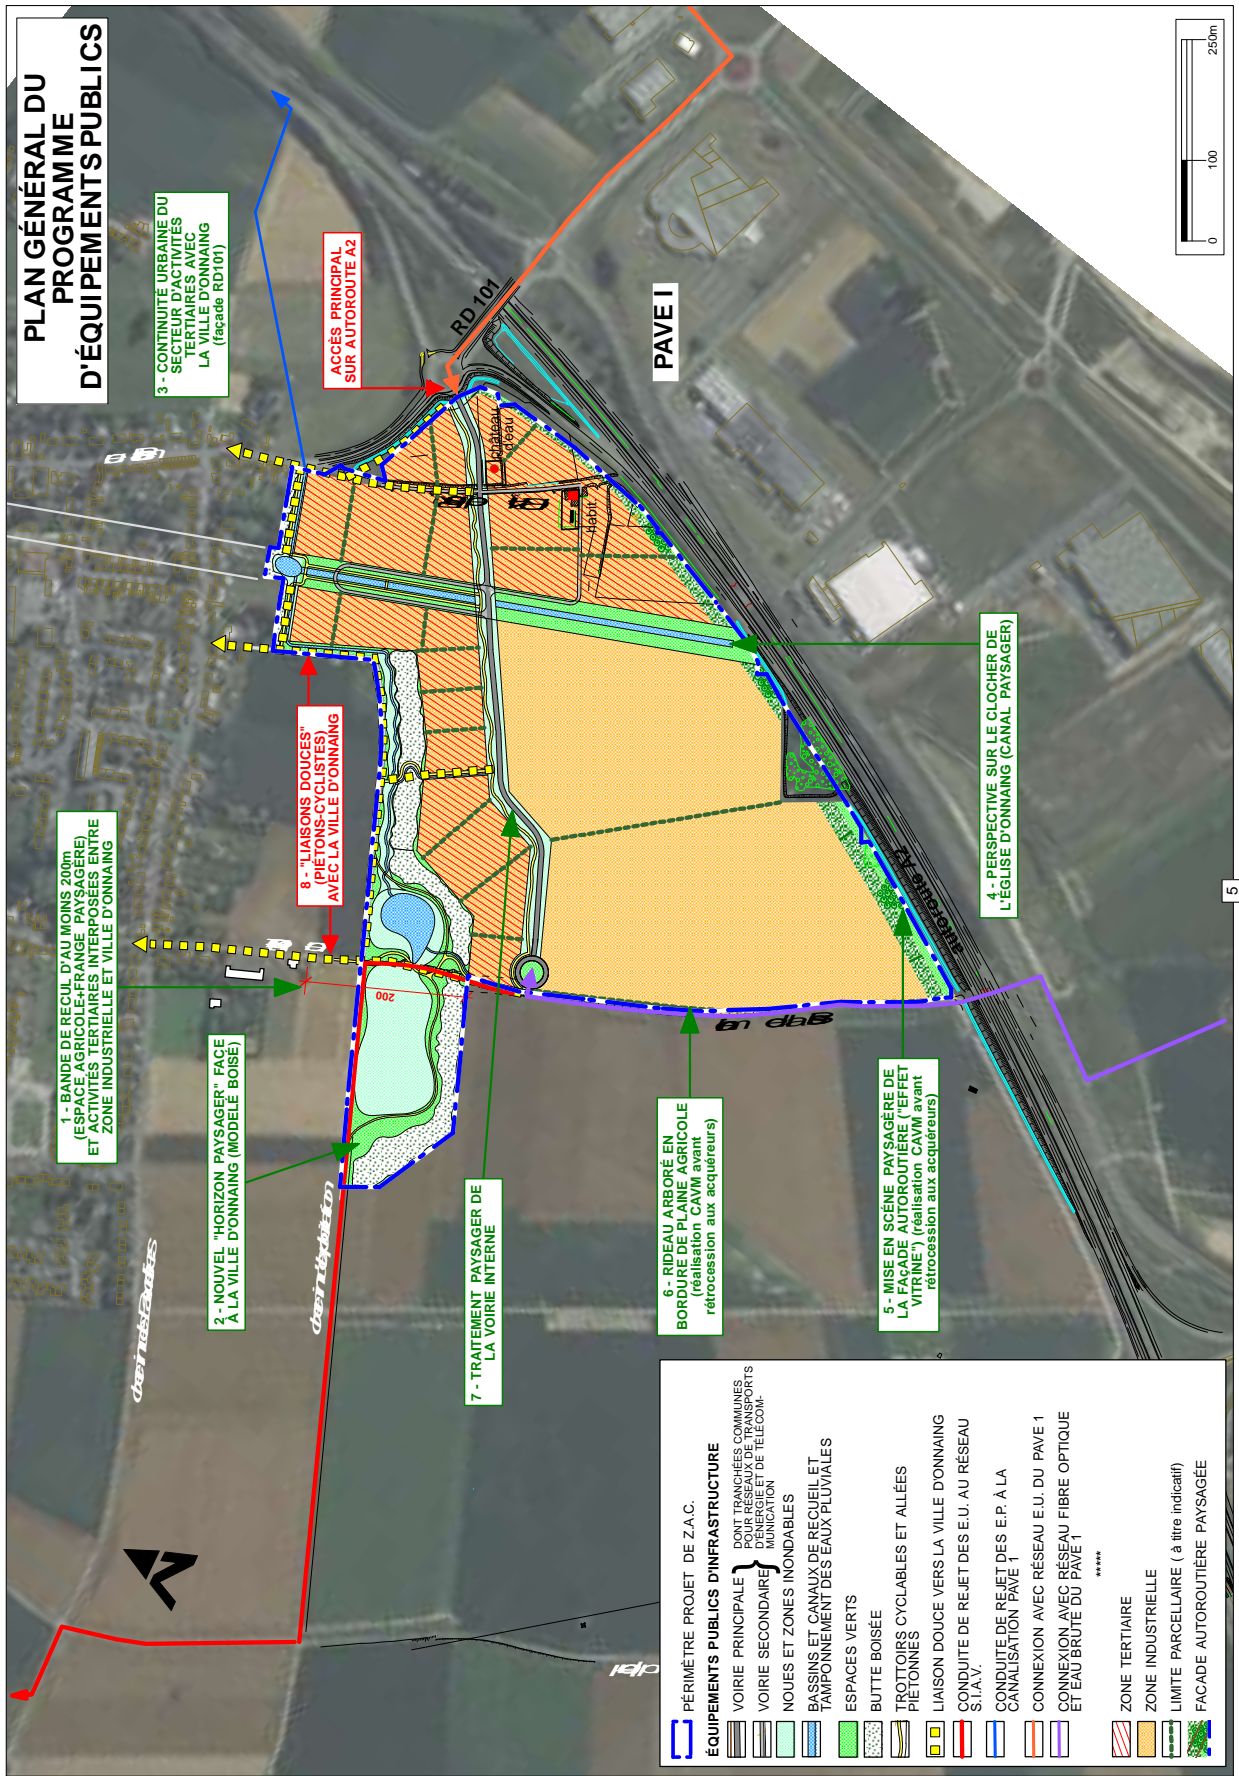 PLAN GÉNÉRAL DU
PROGRAMME
D'ÉQUIPEMENTS PUBLICS
3 - CONTINUITÉ URBAINE DU
SECTEUR D'ACTIVITÉS
TERTIAIRES AVEC
LA VILLE D'ONNAING
(façade RD101)
ACCÈS PRINCIPAL
SUR AUTOROUTE A2
RD 101
PAVE I
château
d'eau
habit.
1 - BANDE DE RECUL D'AU MOINS 200m
(ESPACE AGRICOLE+FRANGE PAYSAGÈRE)
ET ACTIVITÉS TERTIAIRES INTERPOSÉES ENTRE
ZONE INDUSTRIELLE ET VILLE D'ONNAING
8 - "LIAISONS DOUCES"
(PIÉTONS-CYCLISTES)
AVEC LA VILLE D'ONNAING
2 - NOUVEL "HORIZON PAYSAGER" FACE
À LA VILLE D'ONNAING (MODELÉ BOISÉ)
200
7 - TRAITEMENT PAYSAGER DE
LA VOIRIE INTERNE
6 - RIDEAU ARBORÉ EN
BORDURE DE PLAINE AGRICOLE
(réalisation CAVM avant
rétrocession aux acquéreurs)
5 - MISE EN SCÈNE PAYSAGÈRE DE
LA FAÇADE AUTOROUTIÈRE ("EFFET
VITRINE") (réalisation CAVM avant
rétrocession aux acquéreurs)
4 - PERSPECTIVE SUR LE CLOCHER DE
L'ÉGLISE D'ONNAING (CANAL PAYSAGER)
autoroute A2
N
0 100 250m
PÉRIMÈTRE PROJET DE Z.A.C.
ÉQUIPEMENTS PUBLICS D'INFRASTRUCTURE
VOIRIE PRINCIPALE
VOIRIE SECONDAIRE
DONT TRANCHÉES COMMUNES
POUR RÉSEAUX DE TRANSPORTS
D'ÉNERGIE ET DE TÉLÉCOM-
MUNICATION
NOUES ET ZONES INONDABLES
BASSINS ET CANAUX DE RECUEIL ET
TAMPONNEMENT DES EAUX PLUVIALES
ESPACES VERTS
BUTTE BOISÉE
TROTTOIRS CYCLABLES ET ALLÉES
PIÉTONNES
LIAISON DOUCE VERS LA VILLE D'ONNAING
CONDUITE DE REJET DES E.U. AU RÉSEAU
S.I.A.V.
CONDUITE DE REJET DES E.P. À LA
CANALISATION PAVE 1
CONNEXION AVEC RÉSEAU E.U. DU PAVE 1
CONNEXION AVEC RÉSEAU FIBRE OPTIQUE
ET EAU BRUTE DU PAVE 1
*****
ZONE TERTIAIRE
ZONE INDUSTRIELLE
LIMITE PARCELLAIRE ( à titre indicatif)
FACADE AUTOROUTIÈRE PAYSAGÉE
5